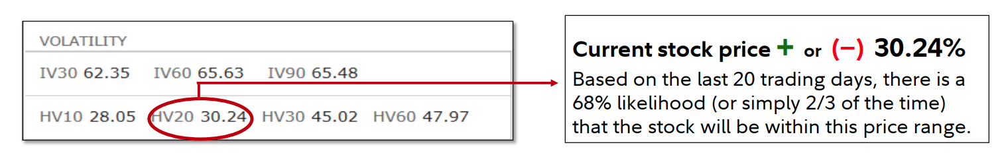 VOLATILITY
IV30 62.35 IV60 65.63 IV90 65.48
HV10 28.05 HV20 30.24 HV30 45.02 HV60 47.97
Current stock price + or (−) 30.24%
Based on the last 20 trading days, there is a
68% likelihood (or simply 2/3 of the time)
that the stock will be within this price range.